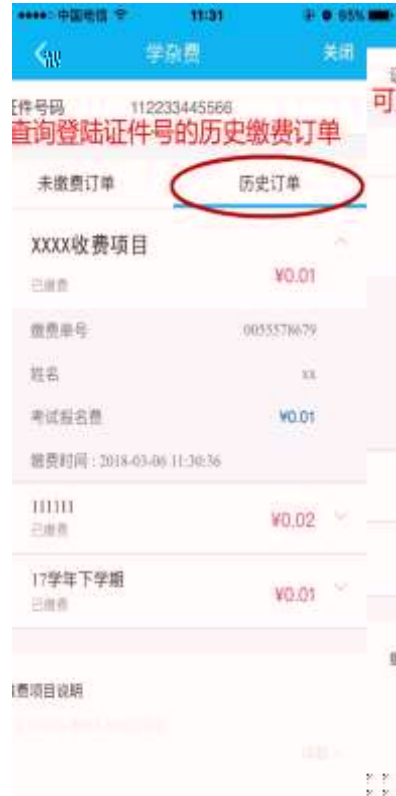 中国电信 11:31 65%
学杂费 关闭
证件号码 112233445566
查询登陆证件号的历史缴费订单
可
未缴费订单 历史订单
XXXX收费项目
已缴费 ¥0.01
缴费单号 0055578679
姓名 xx
考试报名费 ¥0.01
缴费时间:2018-03-06 11:30:36
111111
已缴费 ¥0.02
17学年下学期
已缴费 ¥0.01
费项目说明